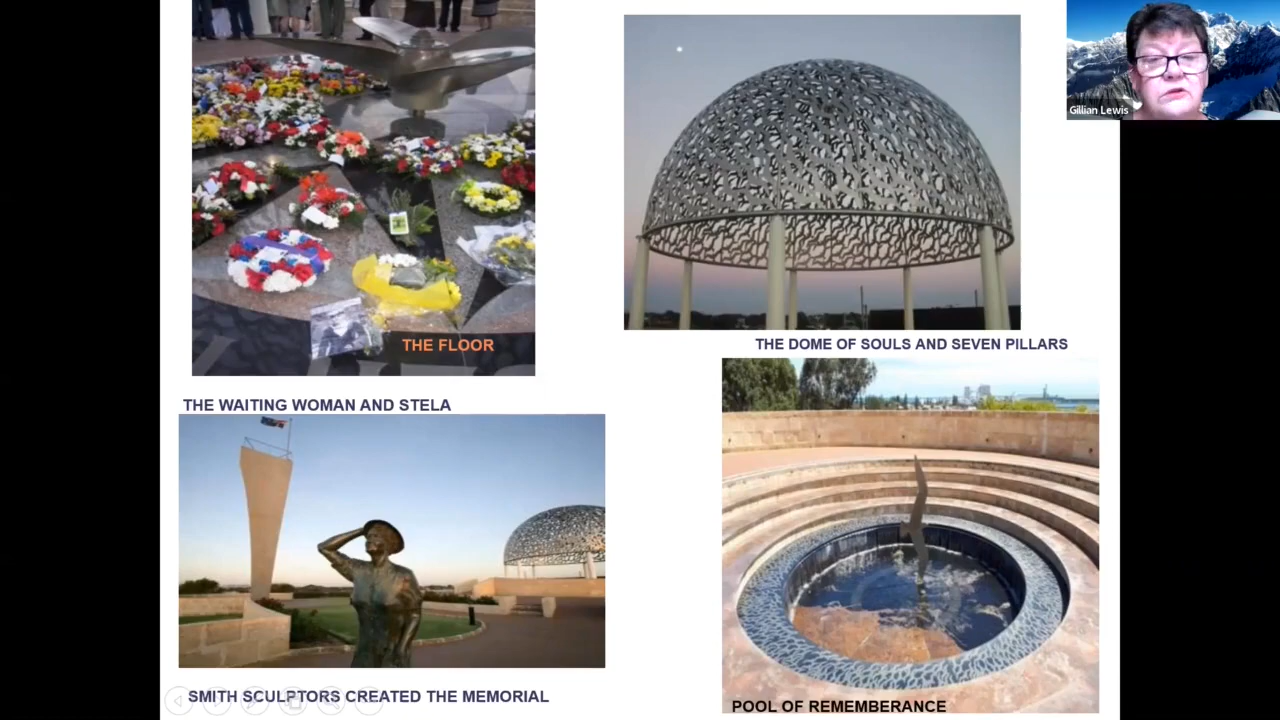 Gillian Lewis
THE FLOOR
THE DOME OF SOULS AND SEVEN PILLARS
THE WAITING WOMAN AND STELA
SMITH SCULPTORS CREATED THE MEMORIAL
POOL OF REMEMBERANCE